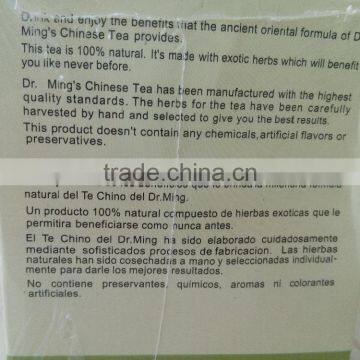 Drink and enjoy the benefits that the ancient oriental formula of D
Ming's Chinese Tea provides.
This tea is 100% natural. It's made with exotic herbs which will benefit
you like never before.
Dr. Ming's Chinese Tea has been manufactured with the highest
quality standards. The herbs for the tea have been carefully
harvested by hand and selected to give you the best results.
This product doesn't contain any chemicals,artificial flavors or
preservatives.
trade.china.cn
natural del Te Chino del Dr.Ming.
Un producto 100% natural compuesto de hierbas exoticas que le
permitira beneficiarse como nunca antes.
El Te Chino del Dr.Ming ha sido elaborado cuidadosamente
mediante sofisticados procesos de fabricacion. Las hierbas
naturales han sido cosechadas a mano y seleccionadas individual-
mente para darle los mejores resultados.
No contiene preservantes, químicos, aromas ni colorantes
artificiales.